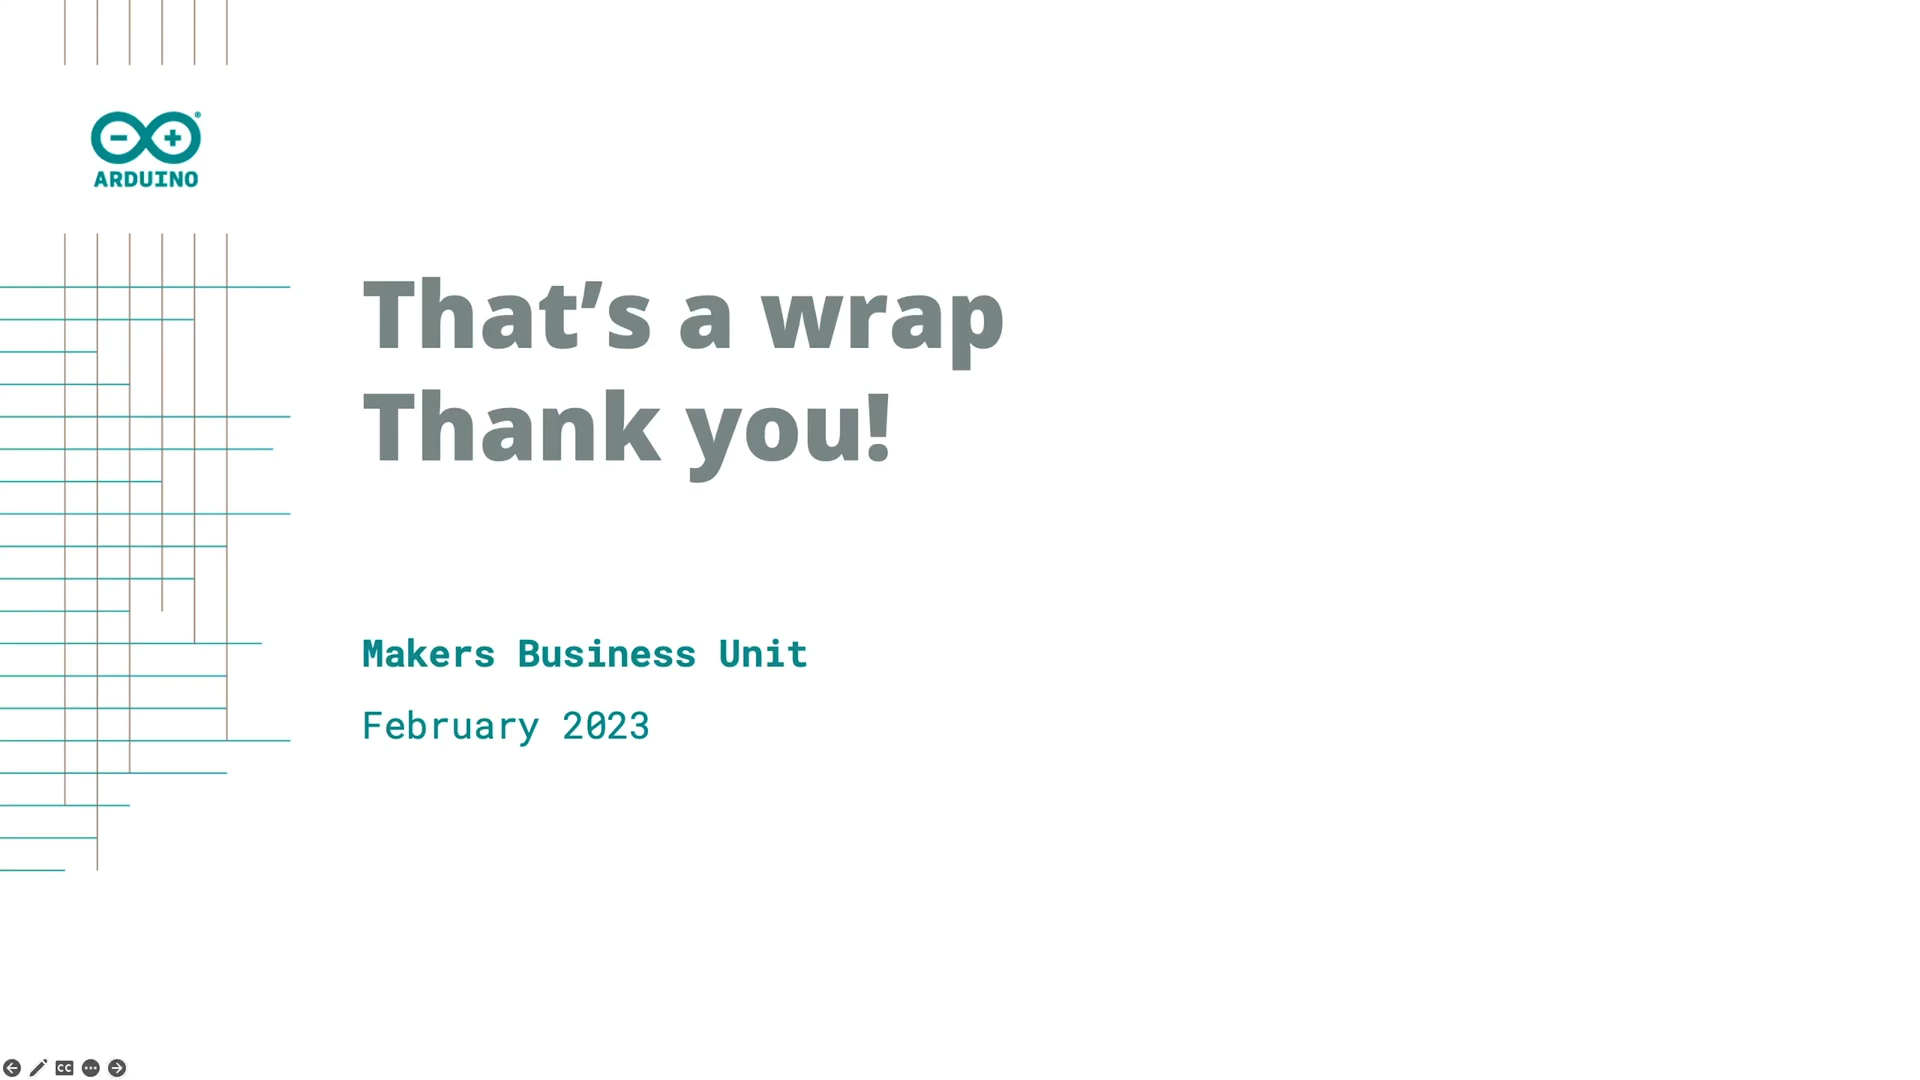 ARDUINO
That’s a wrap
Thank you!
Makers Business Unit
February 2023
CC